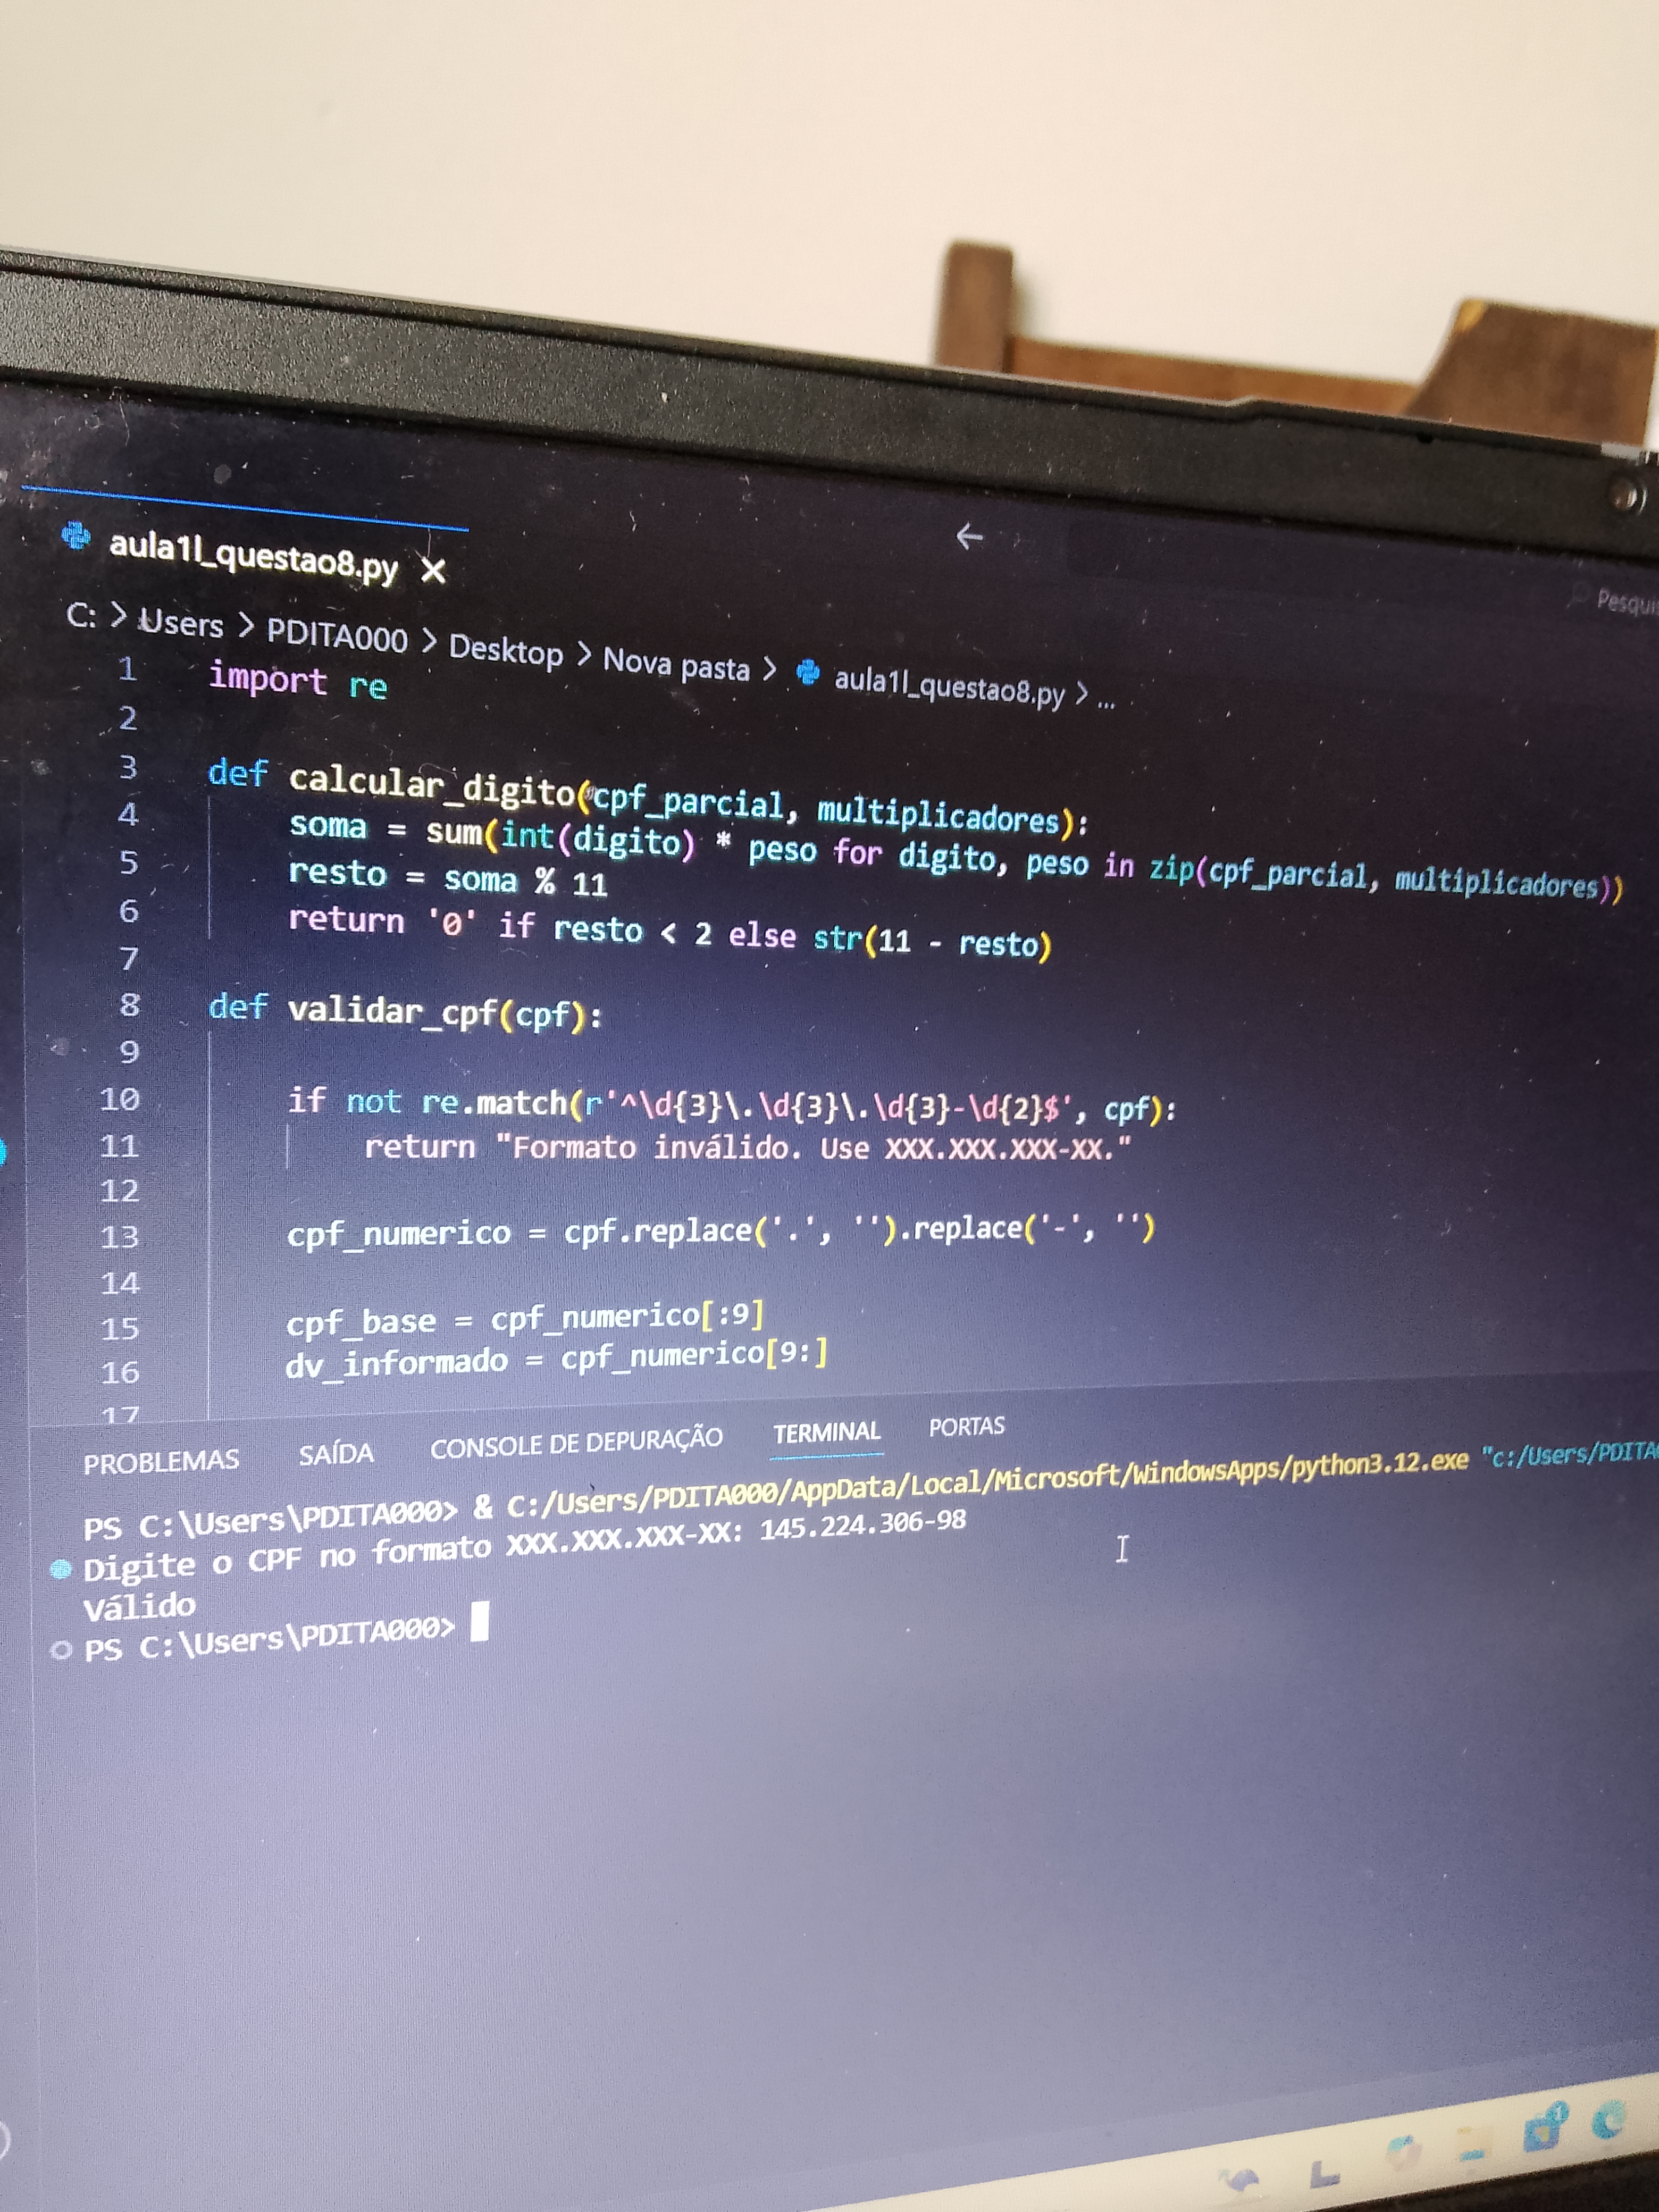 aula1l_questao8.py ×
Pesqui
C: > Users > PDITA000 > Desktop > Nova pasta > aula1l_questao8.py > ...
1 import re
2
3 def calcular_digito(cpf_parcial, multiplicadores):
4 soma = sum(int(digito) * peso for digito, peso in zip(cpf_parcial, multiplicadores))
5 resto = soma % 11
6 return '0' if resto < 2 else str(11 - resto)
7
8 def validar_cpf(cpf):
9
10 if not re.match(r'^\d{3}\.\d{3}\.\d{3}-\d{2}$', cpf):
11 return "Formato inválido. Use XXX.XXX.XXX-XX."
12
13 cpf_numerico = cpf.replace('.', '').replace('-', '')
14
15 cpf_base = cpf_numerico[:9]
16 dv_informado = cpf_numerico[9:]
17
PROBLEMAS SAÍDA CONSOLE DE DEPURAÇÃO TERMINAL PORTAS
PS C:\Users\PDITA000> & C:/Users/PDITA000/AppData/Local/Microsoft/WindowsApps/python3.12.exe "c:/Users/PDITA
Digite o CPF no formato XXX.XXX.XXX-XX: 145.224.306-98
Válido
PS C:\Users\PDITA000>